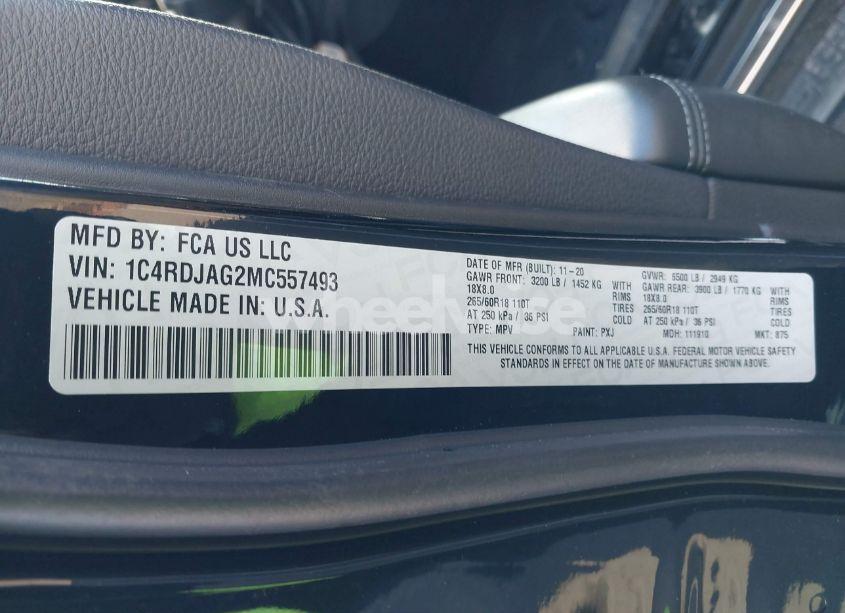 MFD BY: FCA US LLC
VIN: 1C4RDJAG2MC557493
VEHICLE MADE IN: U.S.A.
DATE OF MFR (BUILT): 11-20 GVWR: 6500 LB / 2949 KG
GAWR FRONT: 3200 LB / 1452 KG WITH GAWR REAR: 3900 LB / 1770 KG WITH
18X8.0 RIMS 18X8.0 RIMS
265/60R18 110T TIRES 265/60R18 110T TIRES
AT 250 kPa / 36 PSI COLD AT 250 kPa / 36 PSI COLD
TYPE: MPV PAINT: PXJ MDH: 111910 MKT: 875
THIS VEHICLE CONFORMS TO ALL APPLICABLE U.S.A. FEDERAL MOTOR VEHICLE SAFETY
STANDARDS IN EFFECT ON THE DATE OF MANUFACTURE SHOWN ABOVE.